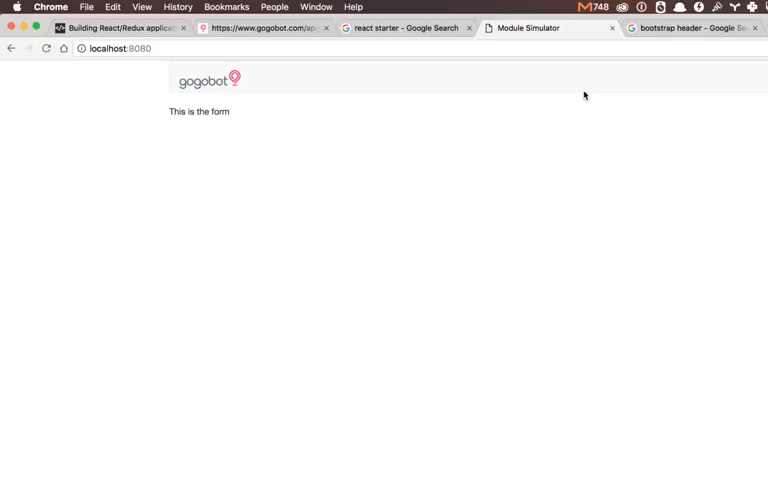 Chrome File Edit View History Bookmarks Window People Help 748
Building React/Redux applicat https://www.gogobot.com/ap react starter - Google Search Module Simulator bootstrap header - Google Se
localhost:8080
gogobot
This is the form